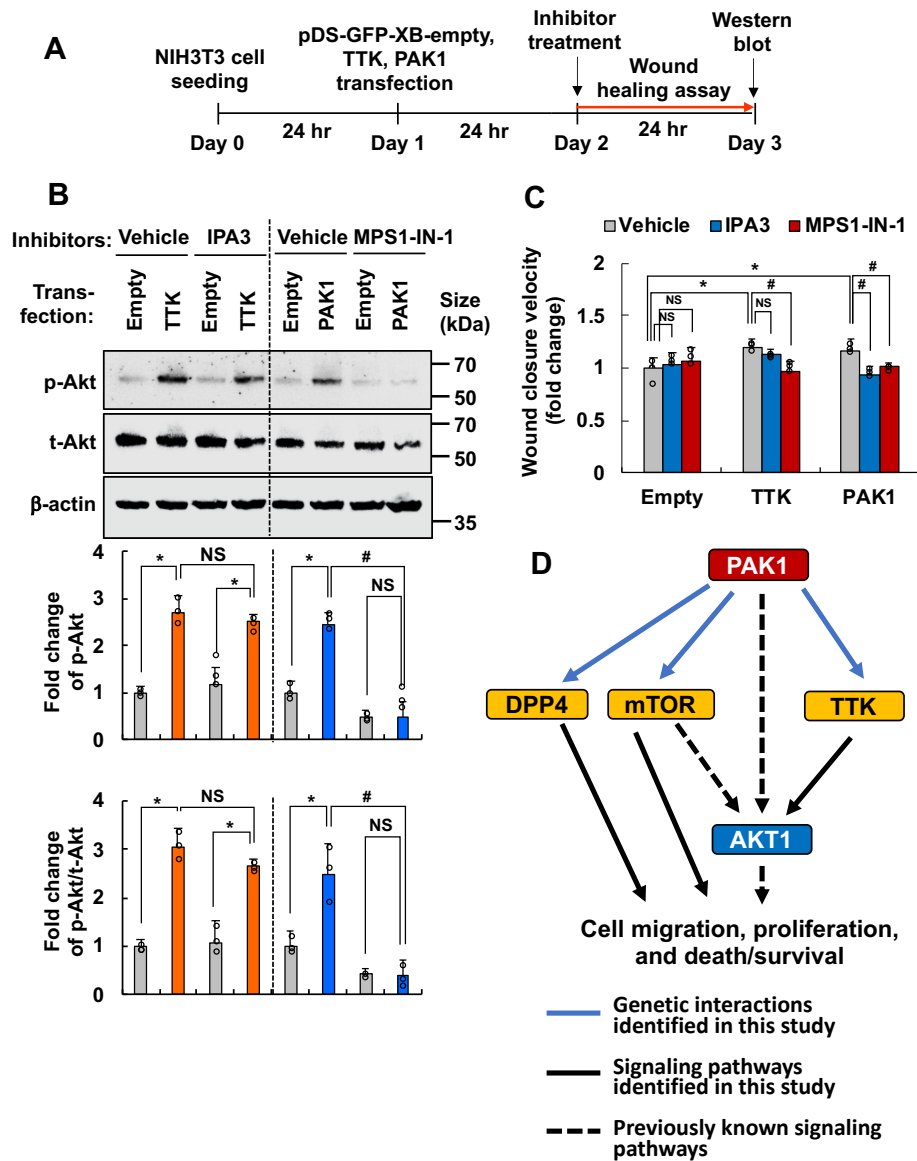 A
NIH3T3 cell
seeding
pDS-GFP-XB-empty,
TTK, PAK1
transfection
Inhibitor
treatment
Wound
healing assay
Western
blot
24 hr
24 hr
24 hr
Day 0
Day 1
Day 2
Day 3
B
Inhibitors:
Vehicle
IPA3
Vehicle
MPS1-IN-1
Trans-
fection:
Empty
TTK
Empty
TTK
Empty
PAK1
Empty
PAK1
Size
(kDa)
p-Akt
70
50
t-Akt
70
50
β-actin
35
Fold change
of p-Akt
4
3
2
1
0
*
NS
*
*
#
NS
Fold change
of p-Akt/t-Akt
4
3
2
1
0
*
NS
*
*
#
NS
C
Vehicle
IPA3
MPS1-IN-1
Wound closure velocity
(fold change)
2
1.5
1
0.5
0
*
*
NS
NS
#
NS
#
#
Empty
TTK
PAK1
D
PAK1
DPP4
mTOR
TTK
AKT1
Cell migration, proliferation,
and death/survival
Genetic interactions
identified in this study
Signaling pathways
identified in this study
Previously known signaling
pathways